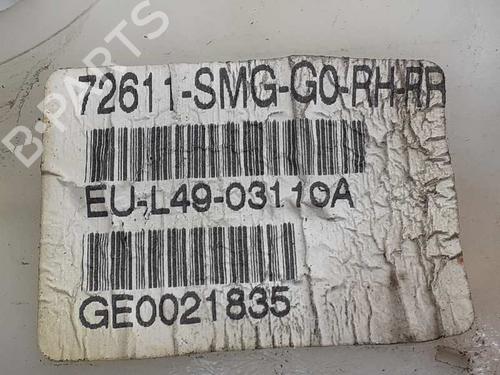 B-PARTS
72611-SMG-G0-RH-RR
EU-L49-03110A
GE0021835